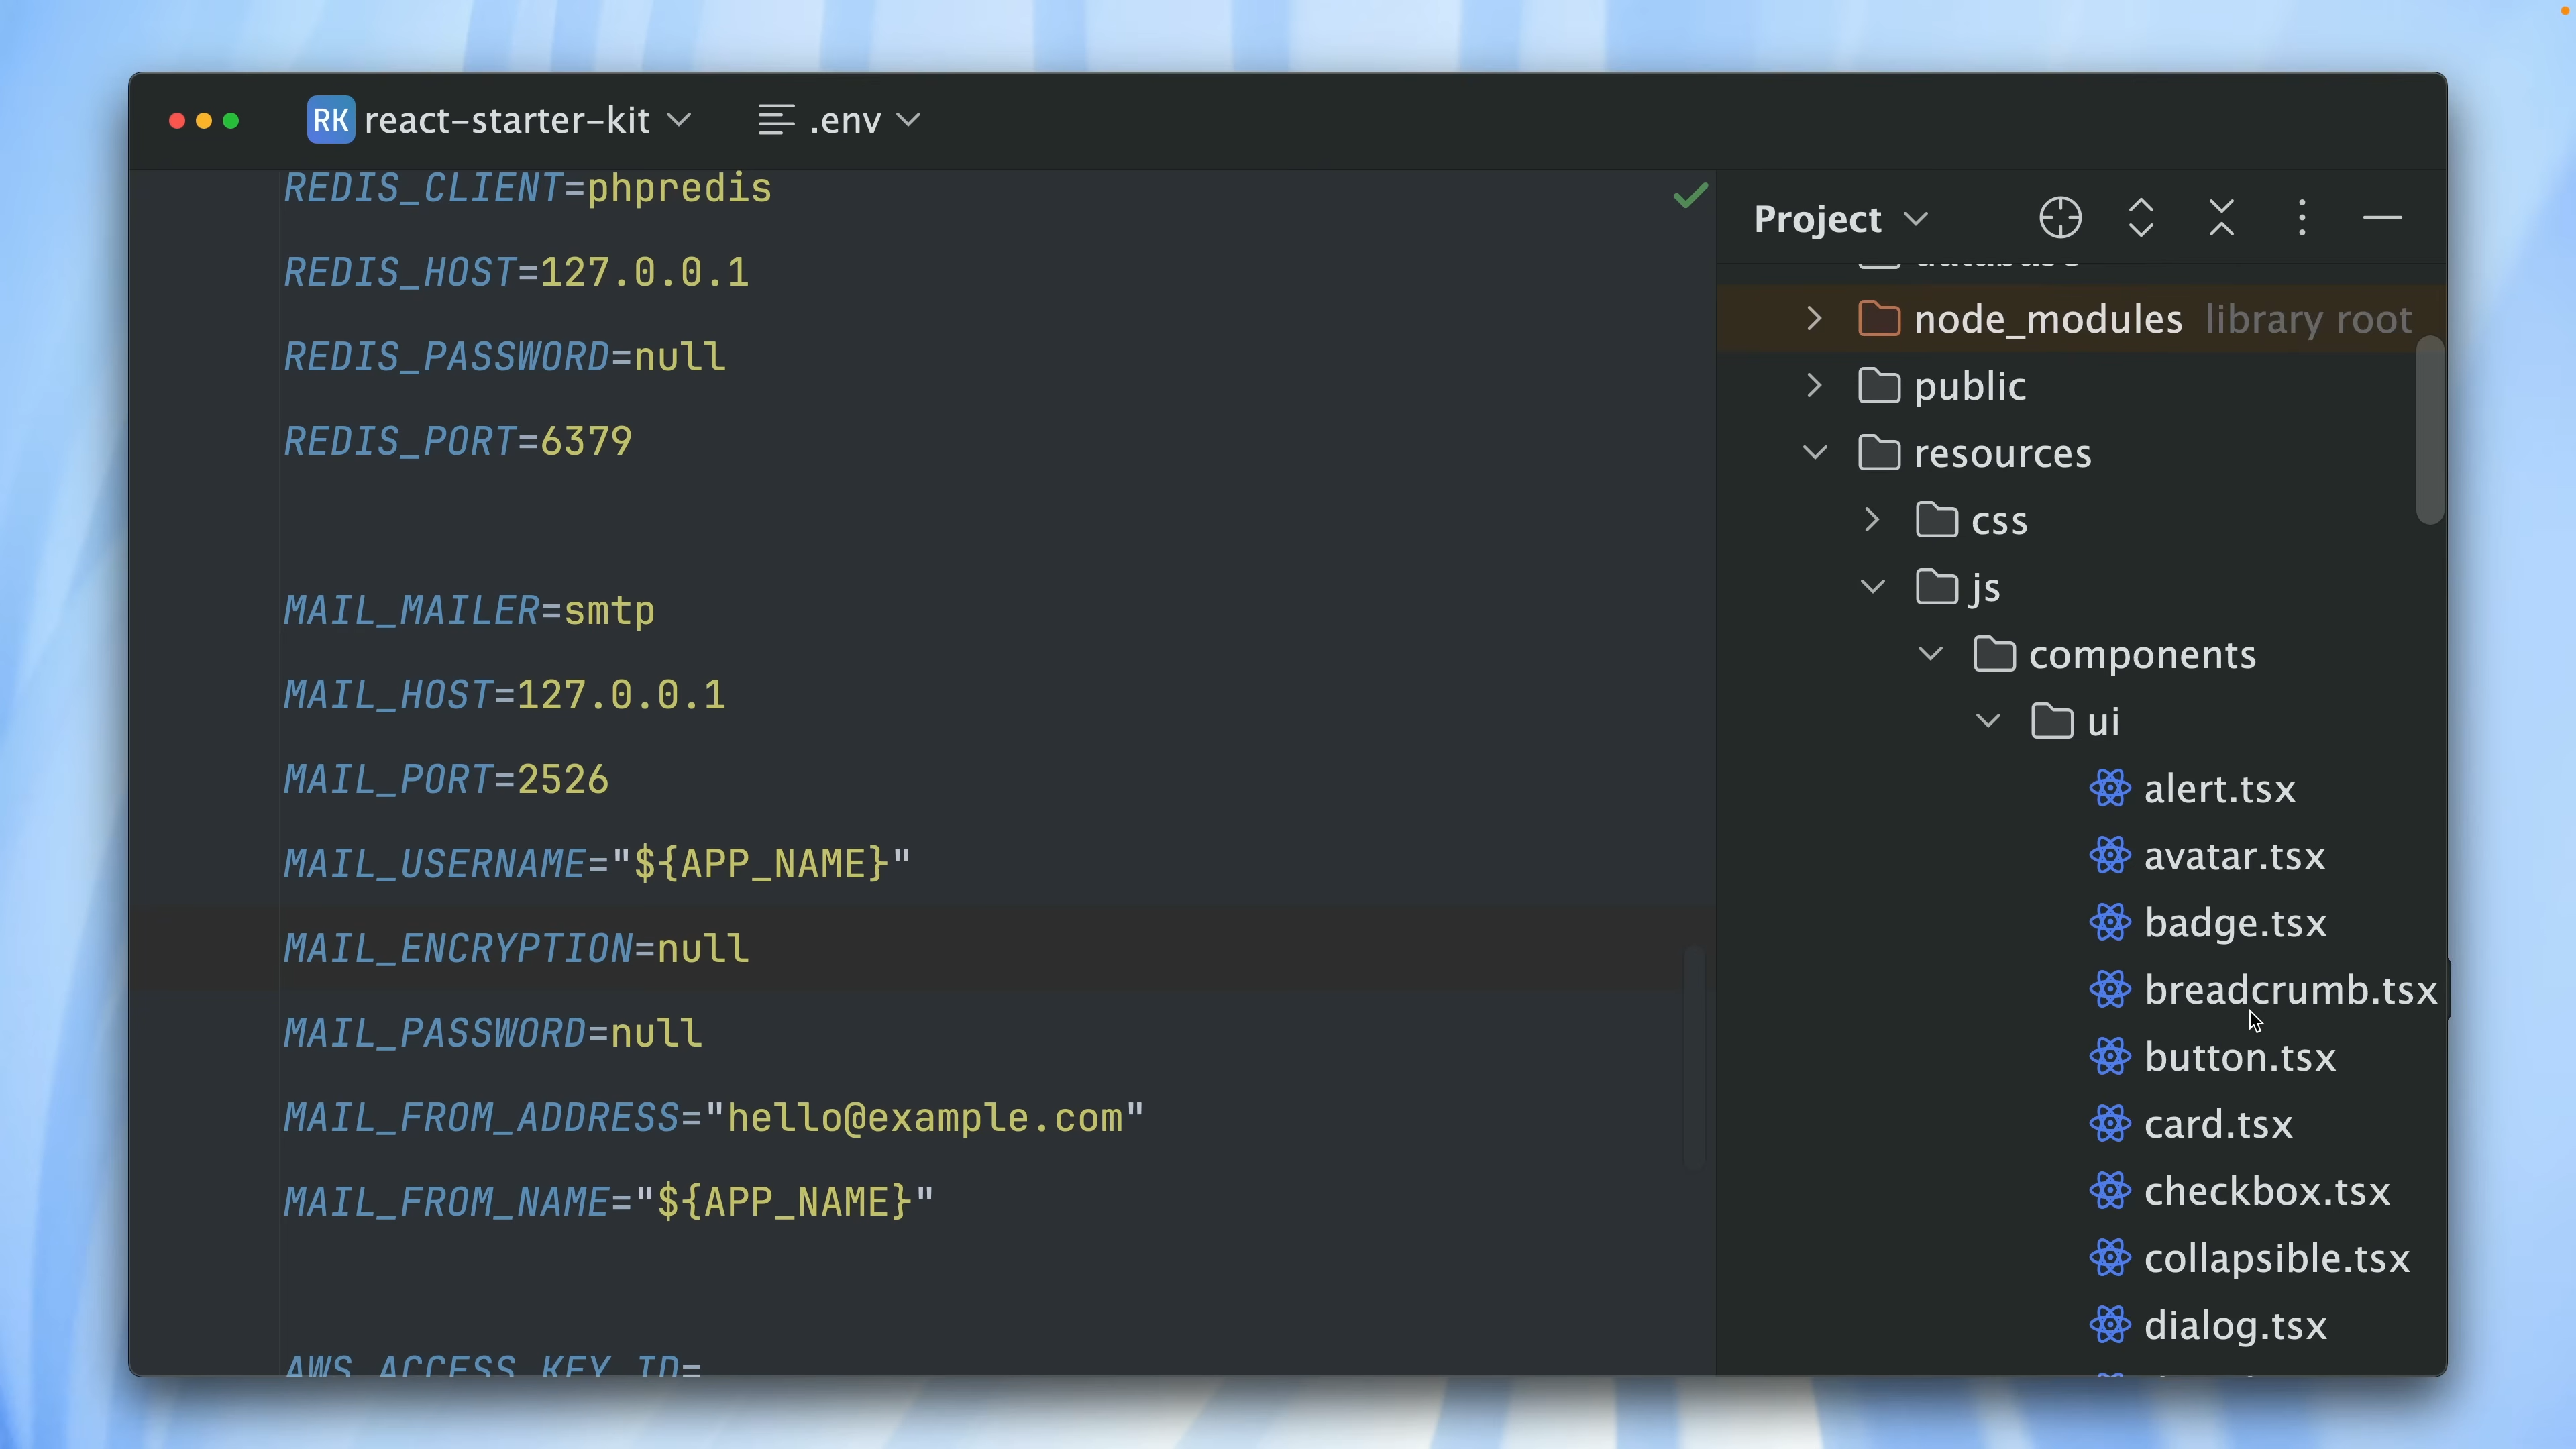 RK react-starter-kit .env
REDIS_CLIENT=phpredis
REDIS_HOST=127.0.0.1
REDIS_PASSWORD=null
REDIS_PORT=6379
MAIL_MAILER=smtp
MAIL_HOST=127.0.0.1
MAIL_PORT=2526
MAIL_USERNAME="${APP_NAME}"
MAIL_ENCRYPTION=null
MAIL_PASSWORD=null
MAIL_FROM_ADDRESS="hello@example.com"
MAIL_FROM_NAME="${APP_NAME}"
AWS_ACCESS_KEY_ID=
Project
node_modules library root
public
resources
css
js
components
ui
alert.tsx
avatar.tsx
badge.tsx
breadcrumb.tsx
button.tsx
card.tsx
checkbox.tsx
collapsible.tsx
dialog.tsx